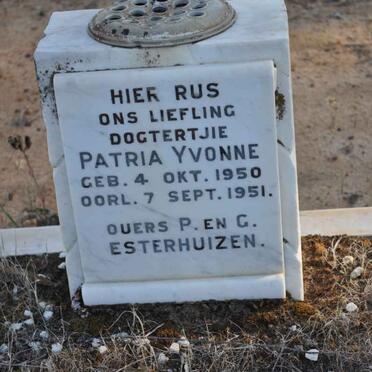 HIER RUS
ONS LIEFLING
DOGTERTJIE
PATRIA YVONNE
GEB. 4 OKT. 1950
OORL. 7 SEPT. 1951.
OUERS P. EN G.
ESTERHUIZEN.